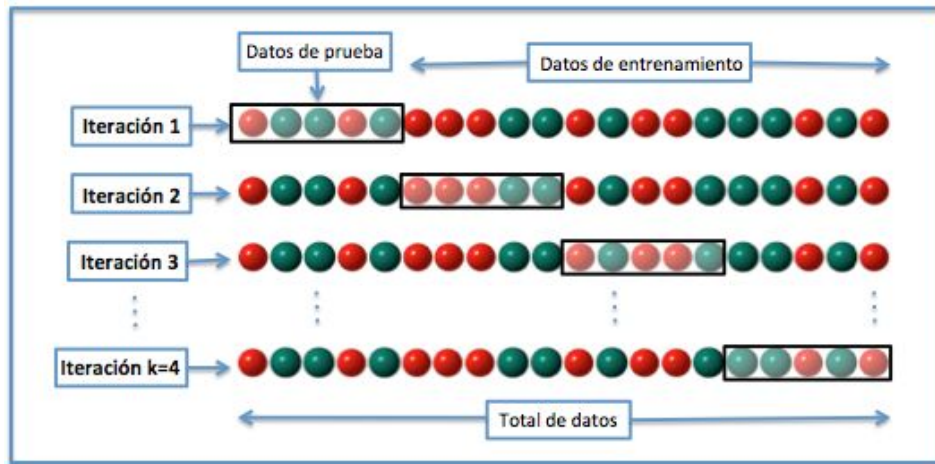 Datos de prueba
Datos de entrenamiento
Iteración 1
Iteración 2
Iteración 3
Iteración k=4
Total de datos